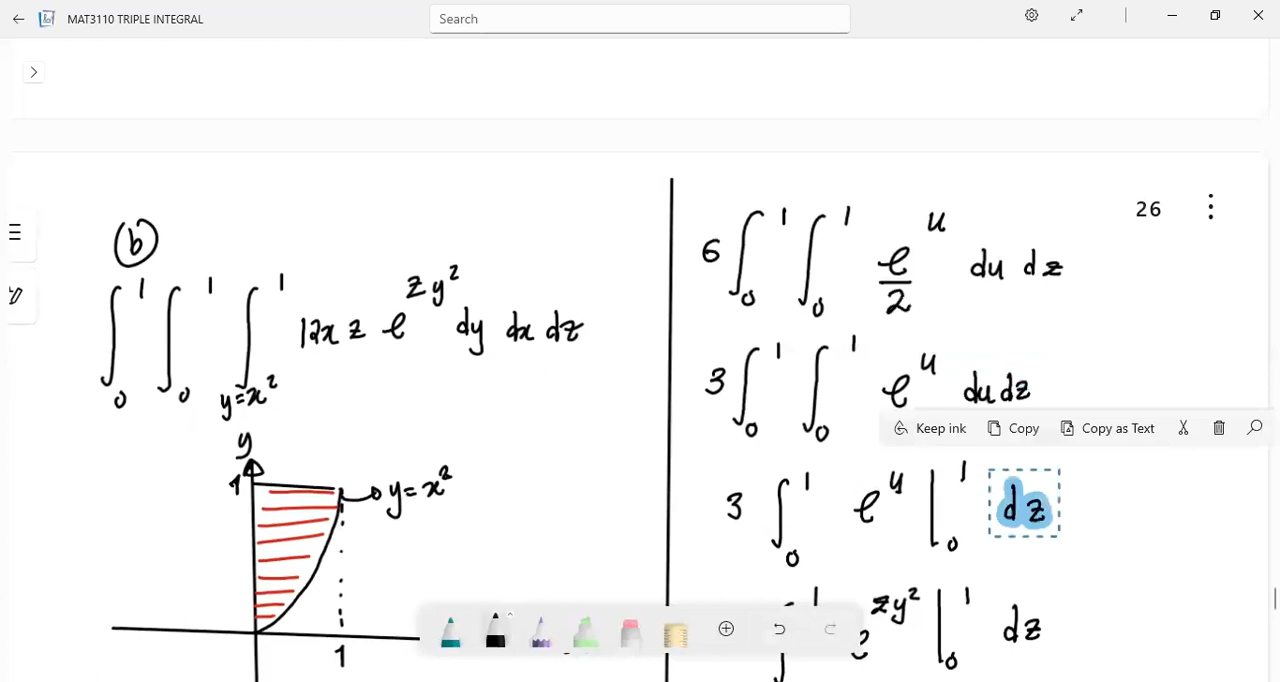 MAT3110 TRIPLE INTEGRAL
Search
26
(b)
∫₀¹ ∫₀¹ ∫_{y=x²}¹ 12xz e^{zy²} dy dx dz
y
1
y=x²
1
6 ∫₀¹ ∫₀¹ e^u/2 du dz
3 ∫₀¹ ∫₀¹ e^u du dz
Keep ink Copy Copy as Text
3 ∫₀¹ e^u |₀¹ dz
e^{zy²} |₀¹ dz